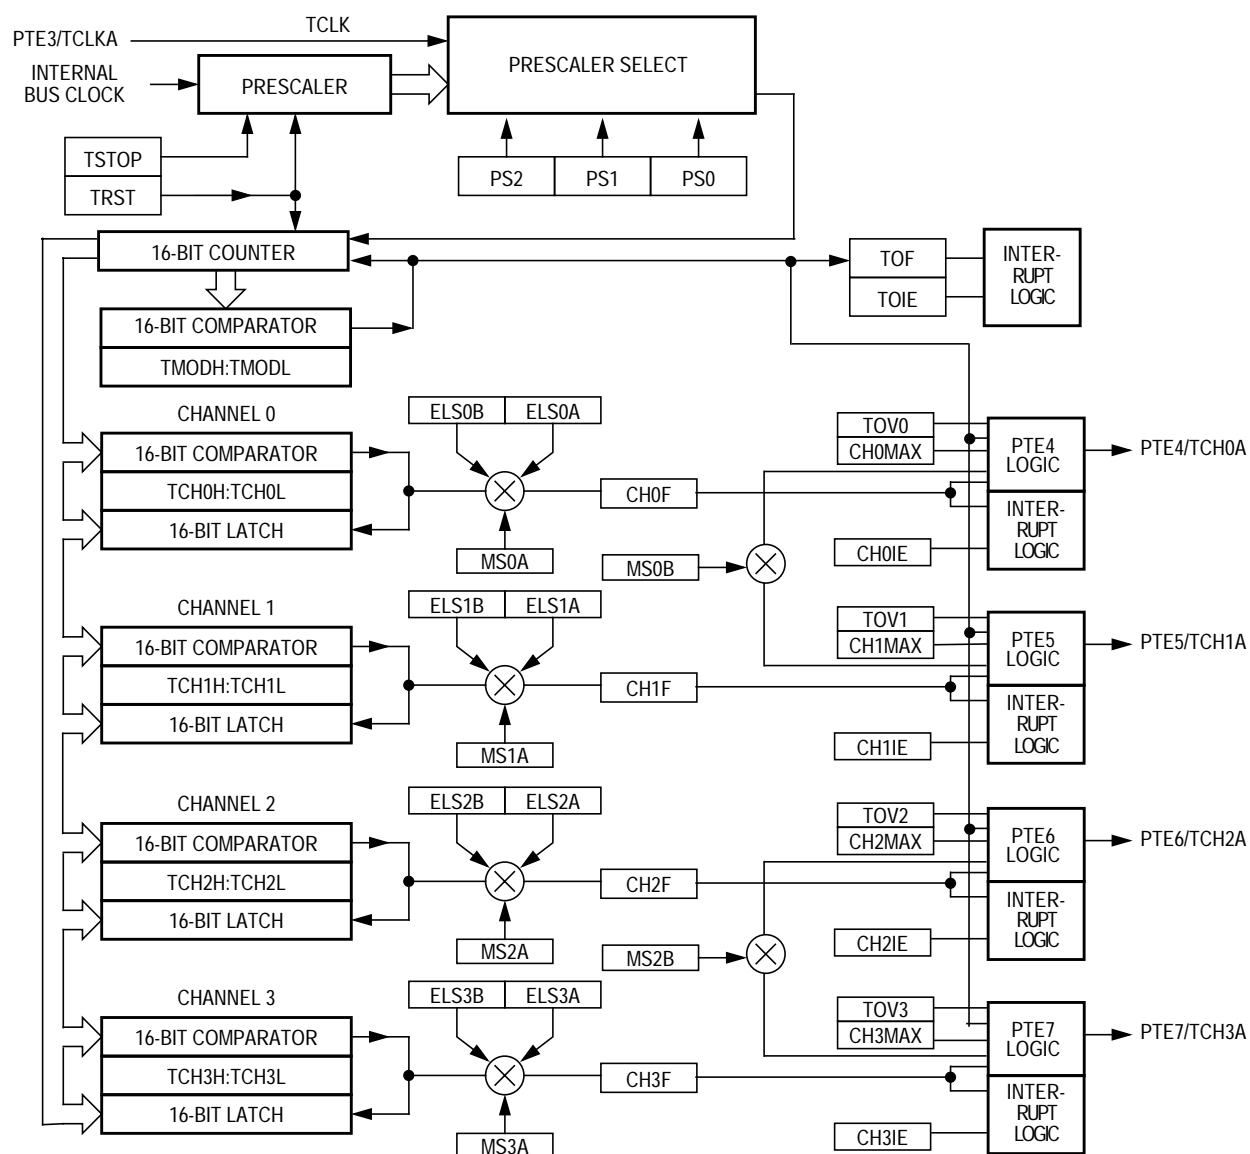 TCLK
PTE3/TCLKA
PRESCALER SELECT
INTERNAL
BUS CLOCK
PRESCALER
TSTOP
TRST
PS2
PS1
PS0
16-BIT COUNTER
TOF
TOIE
INTER-
RUPT
LOGIC
16-BIT COMPARATOR
TMODH:TMODL
CHANNEL 0
16-BIT COMPARATOR
TCH0H:TCH0L
16-BIT LATCH
ELS0B
ELS0A
MS0A
CH0F
MS0B
TOV0
CH0MAX
CH0IE
PTE4
LOGIC
INTER-
RUPT
LOGIC
PTE4/TCH0A
CHANNEL 1
16-BIT COMPARATOR
TCH1H:TCH1L
16-BIT LATCH
ELS1B
ELS1A
MS1A
CH1F
TOV1
CH1MAX
CH1IE
PTE5
LOGIC
INTER-
RUPT
LOGIC
PTE5/TCH1A
CHANNEL 2
16-BIT COMPARATOR
TCH2H:TCH2L
16-BIT LATCH
ELS2B
ELS2A
MS2A
CH2F
MS2B
TOV2
CH2MAX
CH2IE
PTE6
LOGIC
INTER-
RUPT
LOGIC
PTE6/TCH2A
CHANNEL 3
16-BIT COMPARATOR
TCH3H:TCH3L
16-BIT LATCH
ELS3B
ELS3A
MS3A
CH3F
TOV3
CH3MAX
CH3IE
PTE7
LOGIC
INTER-
RUPT
LOGIC
PTE7/TCH3A